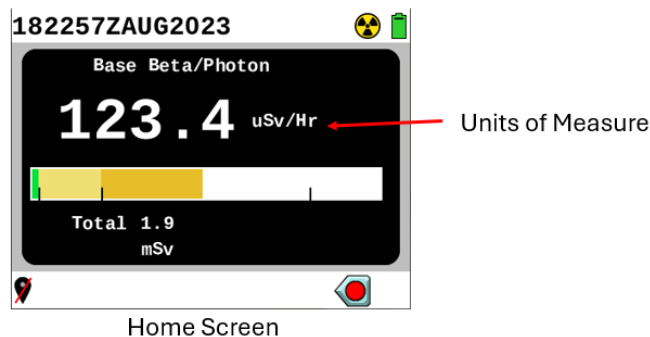 182257ZAUG2023
Base Beta/Photon
123.4 uSv/Hr
Units of Measure
Total 1.9
mSv
Home Screen